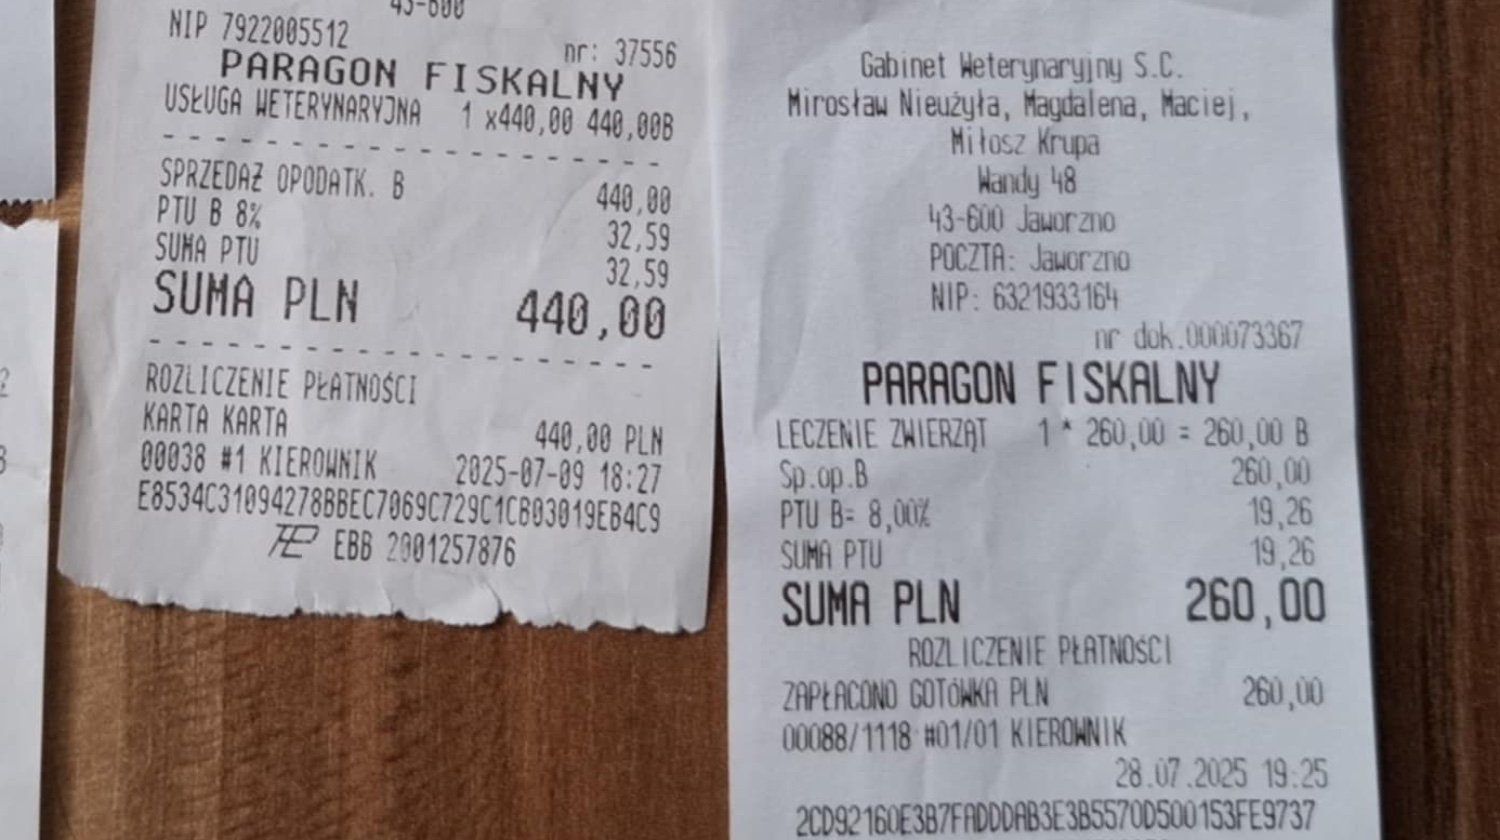 43-600
NIP 7922005512
nr: 37556
PARAGON FISKALNY
USŁUGA WETERYNARYJNA 1 x440,00 440,00B
SPRZEDAŻ OPODATK. B 440,00
PTU B 8% 32,59
SUMA PTU 32,59
SUMA PLN 440,00
ROZLICZENIE PŁATNOŚCI
KARTA KARTA 440,00 PLN
00038 #1 KIEROWNIK 2025-07-09 18:27
E8534C31094278BBEC7069C729C1CB03019EB4C9
EBB 2001257876
Gabinet Weterynaryjny S.C.
Mirosław Nieużyła, Magdalena, Maciej,
Miłosz Krupa
Wandy 48
43-600 Jaworzno
POCZTA: Jaworzno
NIP: 6321933164
nr dok.000073367
PARAGON FISKALNY
LECZENIE ZWIERZĄT 1 * 260,00 = 260,00 B
Sp.op.B 260,00
PTU B= 8,00% 19,26
SUMA PTU 19,26
SUMA PLN 260,00
ROZLICZENIE PŁATNOŚCI
ZAPŁACONO GOTÓWKA PLN 260,00
00088/1118 #01/01 KIEROWNIK
28.07.2025 19:25
2CD92160E3B7FADDDAB3E3B5570D500153FE9737